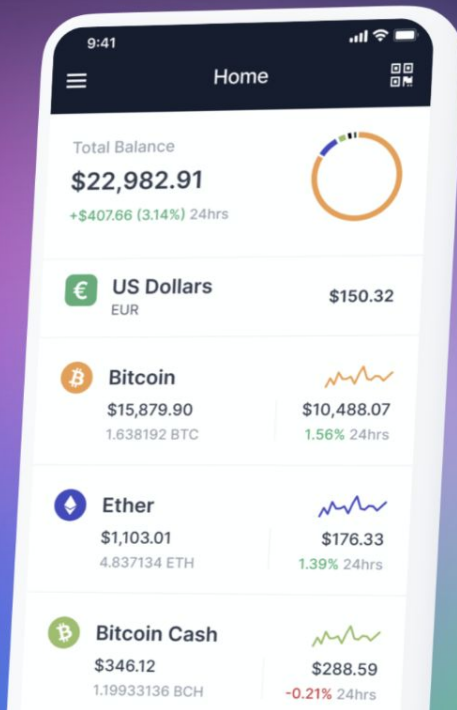 9:41
Home
Total Balance
$22,982.91
+$407.66 (3.14%) 24hrs
€
US Dollars
EUR
$150.32
Bitcoin
$15,879.90
1.638192 BTC
$10,488.07
1.56% 24hrs
Ether
$1,103.01
4.837134 ETH
$176.33
1.39% 24hrs
Bitcoin Cash
$346.12
1.19933136 BCH
$288.59
-0.21% 24hrs